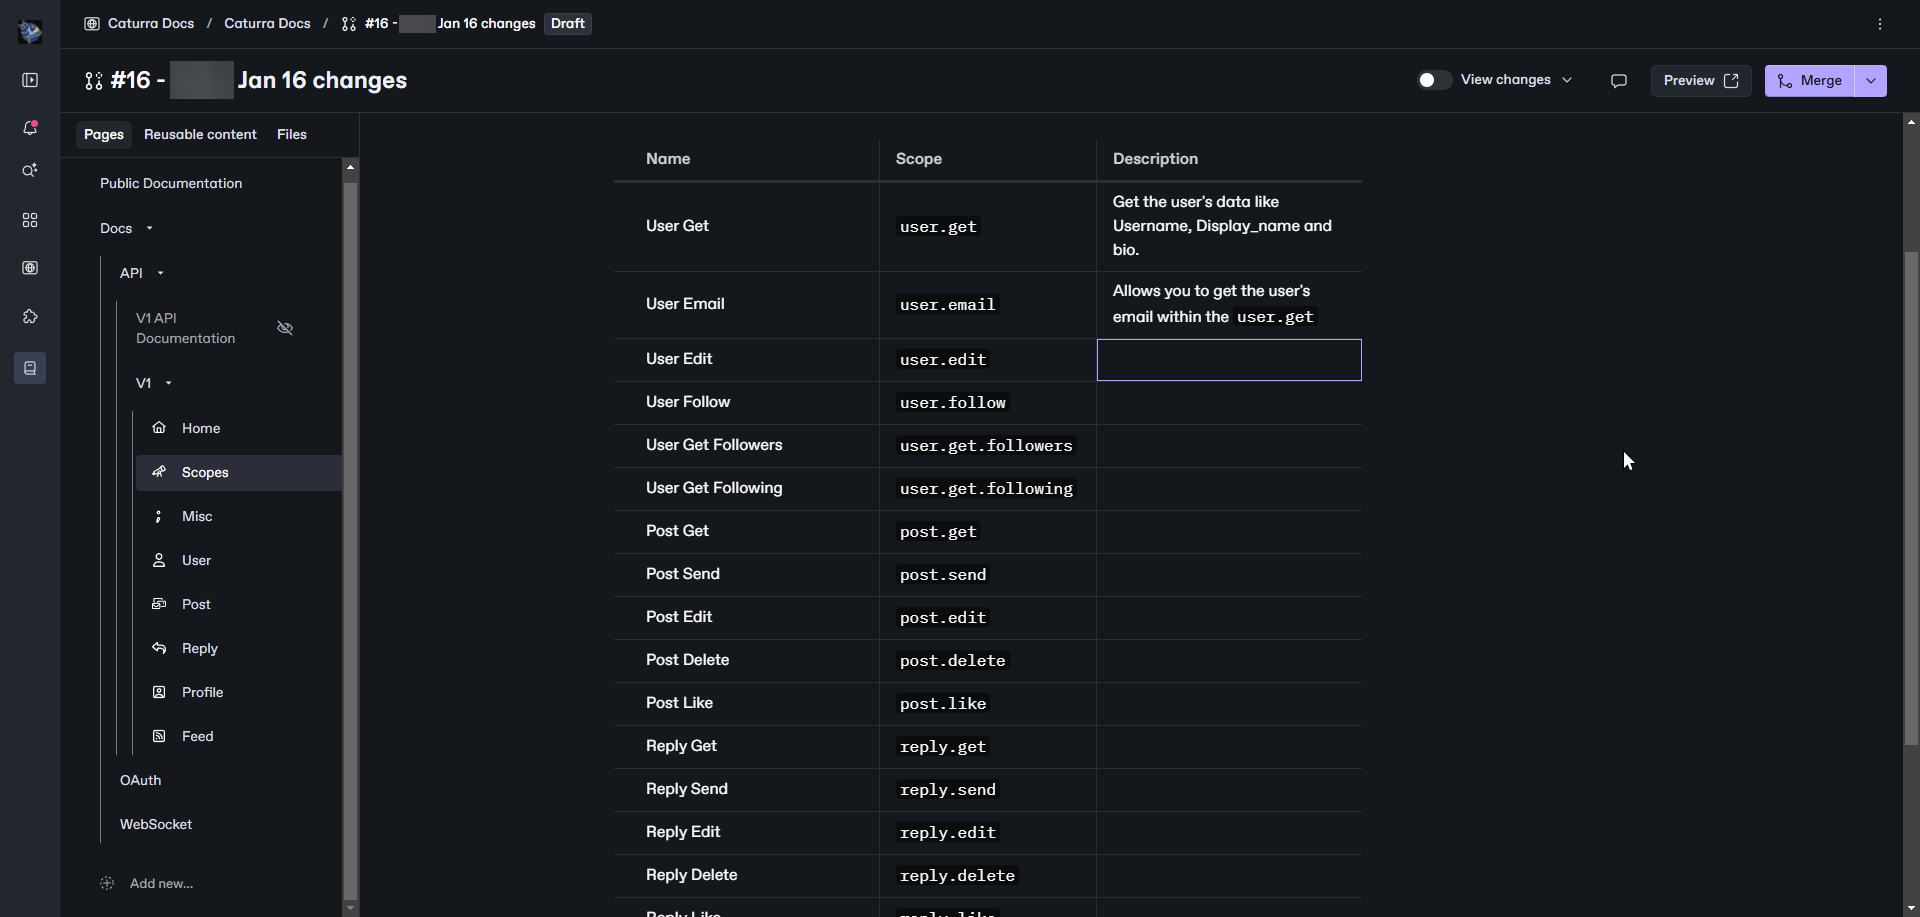 Caturra Docs / Caturra Docs / #16 - Jan 16 changes Draft
#16 - Jan 16 changes
View changes
Preview
Merge
Pages Reusable content Files
Public Documentation
Docs
API
V1 API
Documentation
V1
Home
Scopes
Misc
User
Post
Reply
Profile
Feed
OAuth
WebSocket
Add new...
Name Scope Description
User Get user.get Get the user's data like
Username, Display_name and
bio.
User Email user.email Allows you to get the user's
email within the user.get
User Edit user.edit
User Follow user.follow
User Get Followers user.get.followers
User Get Following user.get.following
Post Get post.get
Post Send post.send
Post Edit post.edit
Post Delete post.delete
Post Like post.like
Reply Get reply.get
Reply Send reply.send
Reply Edit reply.edit
Reply Delete reply.delete
Reply Like reply.like